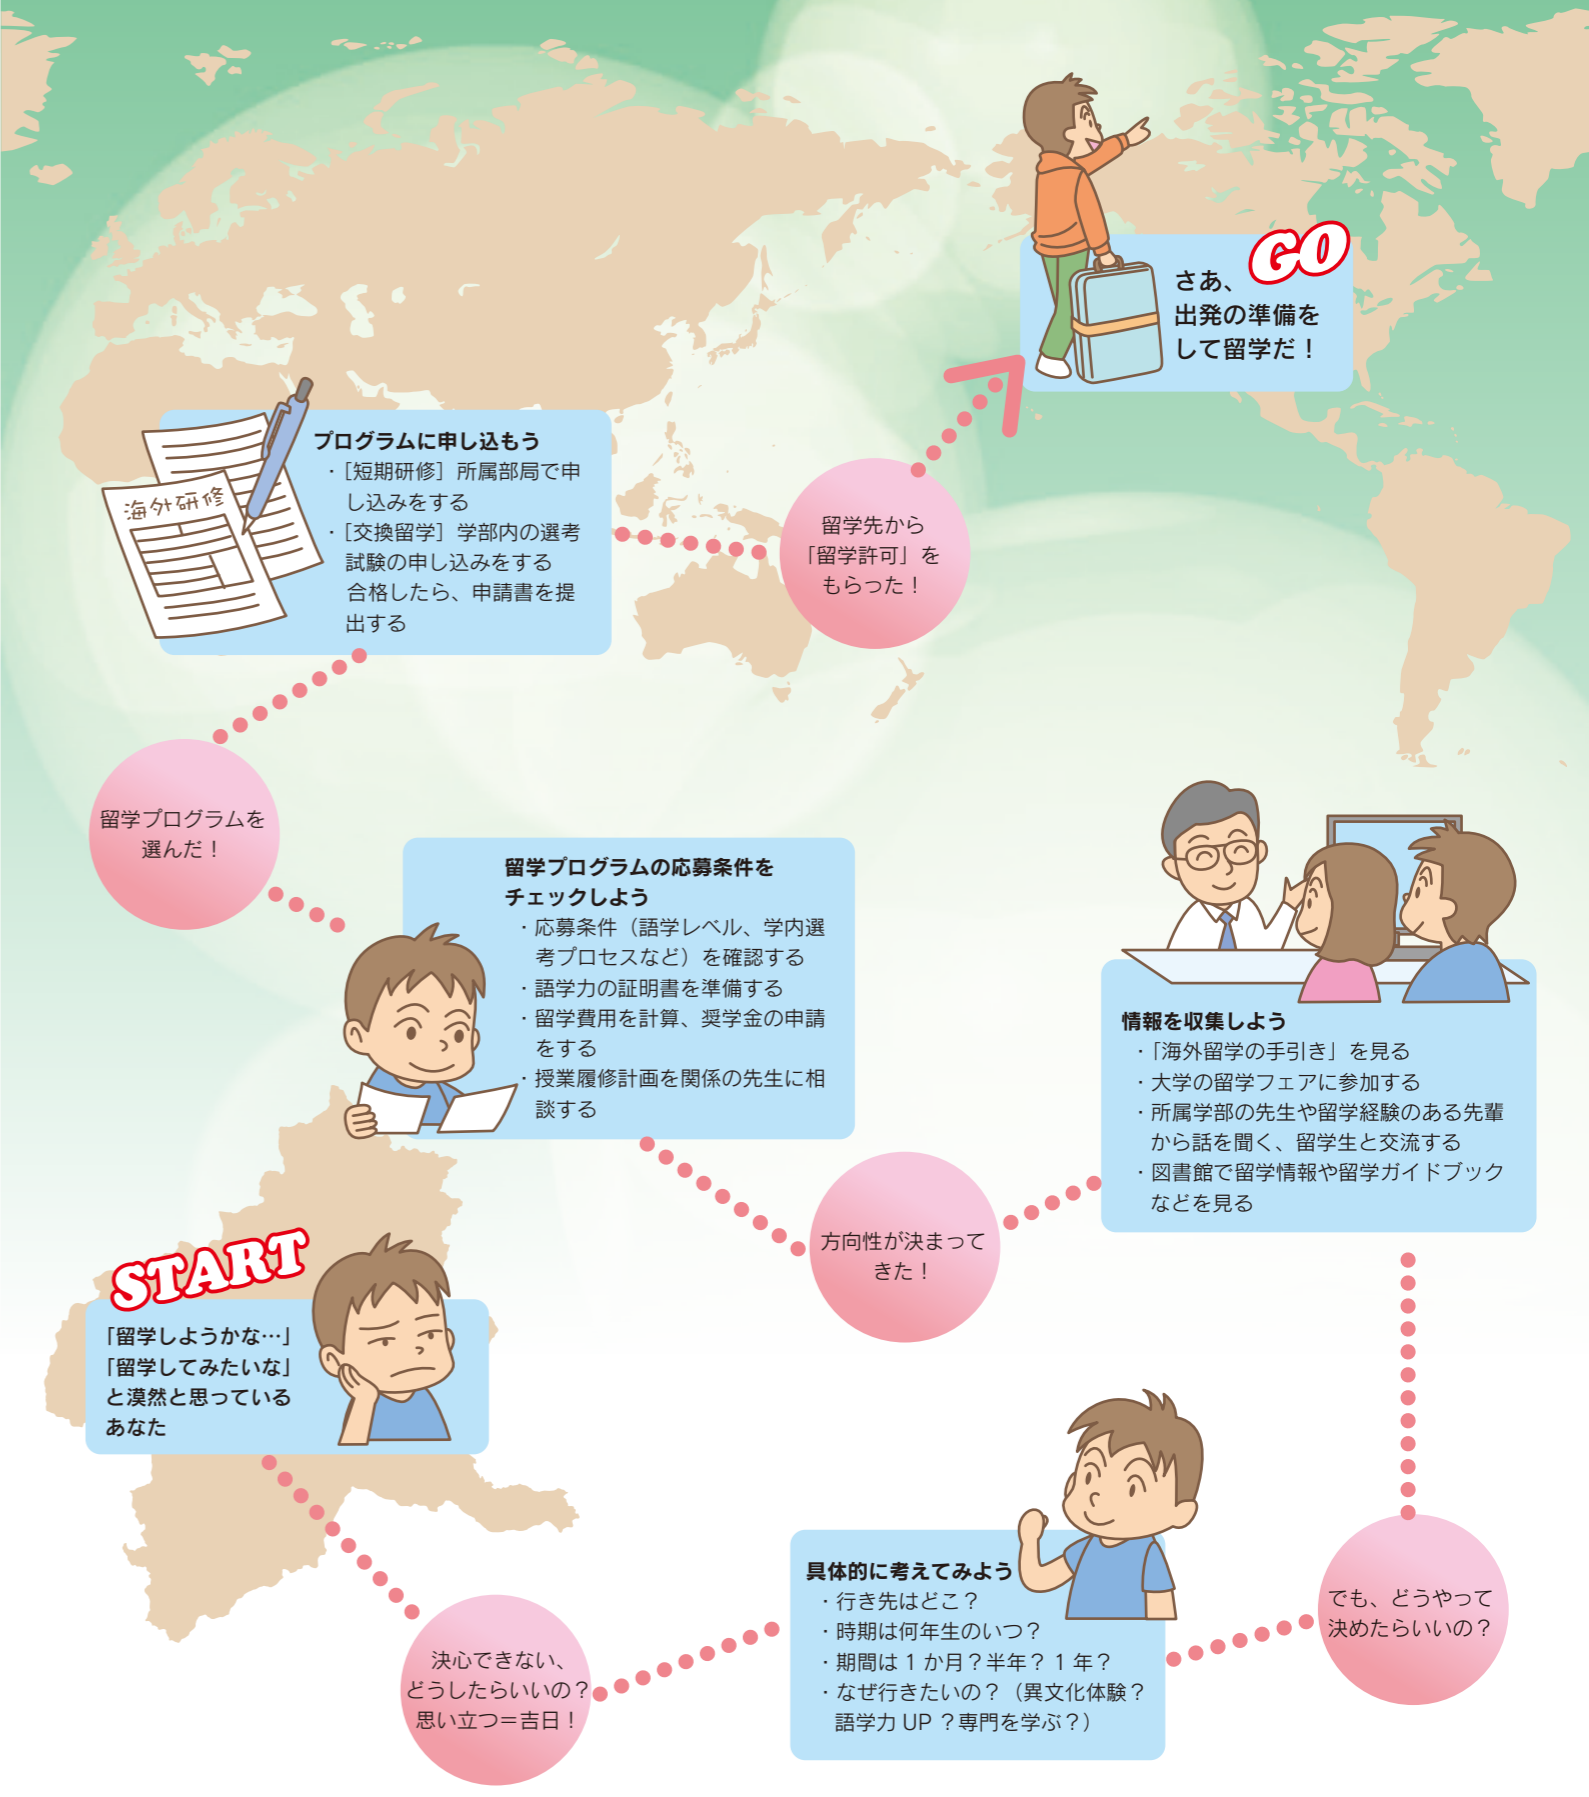 START
「留学しようかな…」
「留学してみたいな」
と漠然と思っている
あなた
決心できない、
どうしたらいいの？
思い立つ＝吉日！
具体的に考えてみよう
・行き先はどこ？
・時期は何年生のいつ？
・期間は 1 か月？半年？ 1 年？
・なぜ行きたいの？（異文化体験？
語学力 UP ？専門を学ぶ？）
でも、どうやって
決めたらいいの？
情報を収集しよう
・「海外留学の手引き」を見る
・大学の留学フェアに参加する
・所属学部の先生や留学経験のある先輩
から話を聞く、留学生と交流する
・図書館で留学情報や留学ガイドブック
などを見る
方向性が決まって
きた！
留学プログラムの応募条件を
チェックしよう
・応募条件（語学レベル、学内選
考プロセスなど）を確認する
・語学力の証明書を準備する
・留学費用を計算、奨学金の申請
をする
・授業履修計画を関係の先生に相
談する
留学プログラムを
選んだ！
海外研修
プログラムに申し込もう
・［短期研修］所属部局で申
し込みをする
・［交換留学］学部内の選考
試験の申し込みをする
合格したら、申請書を提
出する
留学先から
「留学許可」を
もらった！
GO
さあ、
出発の準備を
して留学だ！